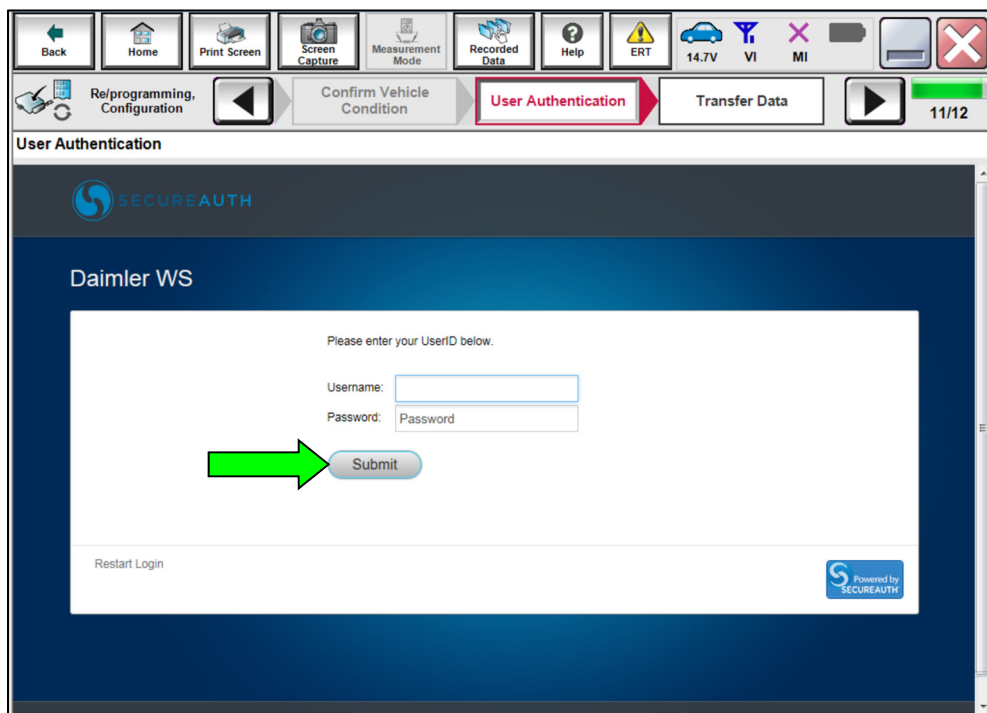 Back
Home
Print Screen
Screen
Capture
Measurement
Mode
Recorded
Data
Help
ERT
14.7V
VI
MI
Re/programming,
Configuration
Confirm Vehicle
Condition
User Authentication
Transfer Data
11/12
User Authentication
SECUREAUTH
Daimler WS
Please enter your UserID below.
Username:
Password:
Password
Submit
Restart Login
Powered by
SECUREAUTH